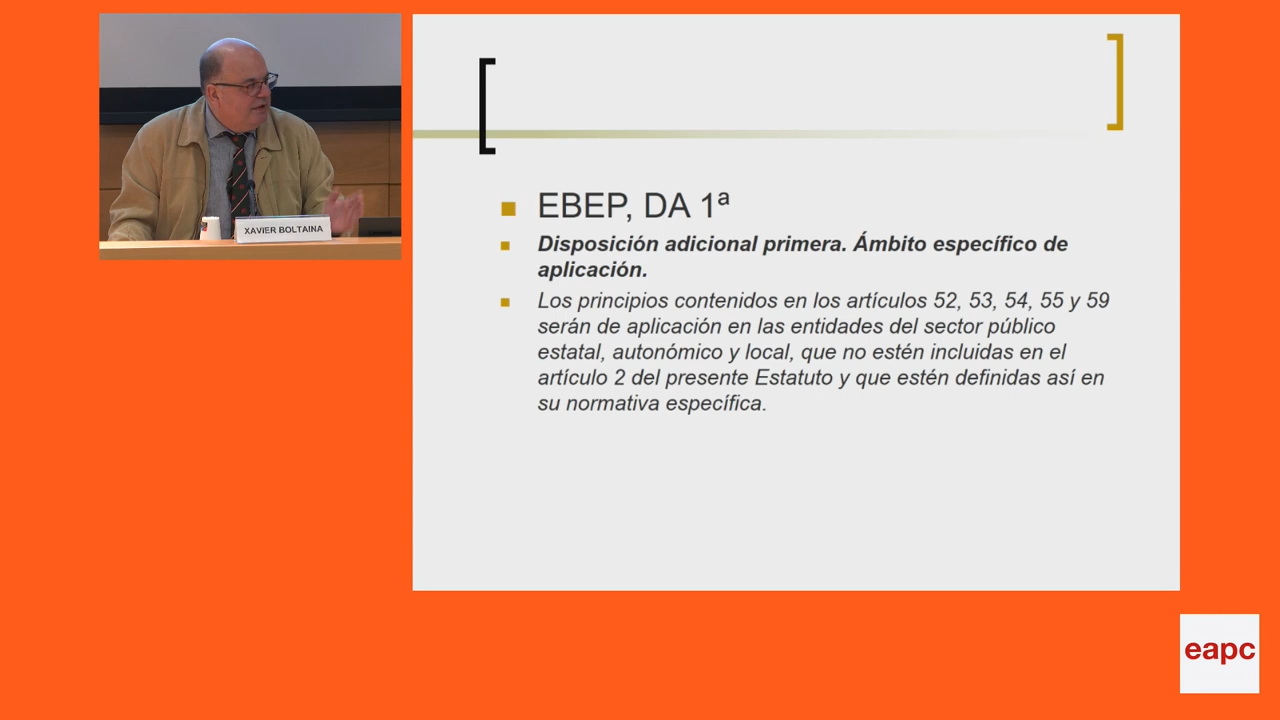 XAVIER BOLTAINA
EBEP, DA 1ª
Disposición adicional primera. Ámbito específico de
aplicación.
Los principios contenidos en los artículos 52, 53, 54, 55 y 59
serán de aplicación en las entidades del sector público
estatal, autonómico y local, que no estén incluidas en el
artículo 2 del presente Estatuto y que estén definidas así en
su normativa específica.
eapc